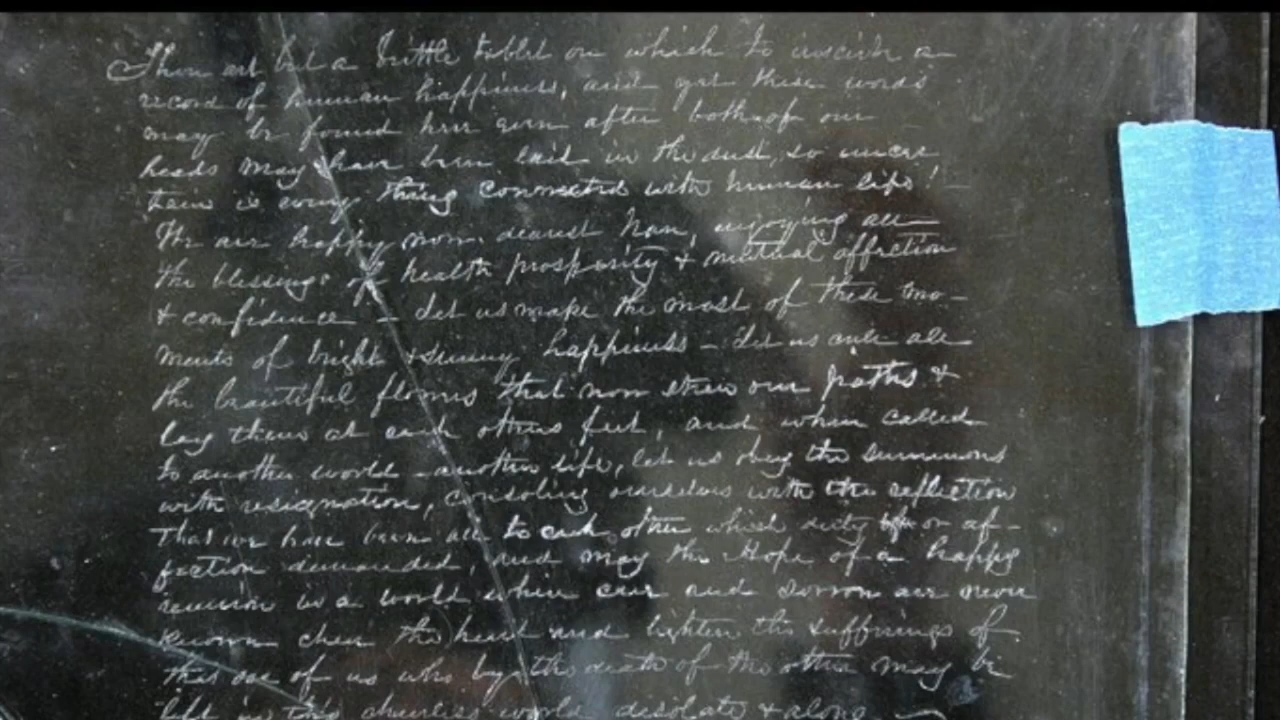 Thou art but a brittle tablet on which to inscribe a
record of human happiness, and yet these words
may be found here even after both of our
heads may have been laid in the dust, so uncer
tain is every thing connected with human life! –
We are happy now, dearest Nan, enjoying all
the blessings of health prosperity & mutual affection
& confidence – Let us make the most of these mo-
ments of bright & sunny happiness – Let us cull all
the beautiful flowers that now strew our paths &
lay them at each others feet, and when called
to another world – another life, let us obey the summons
with resignation, consoling ourselves with the reflection
that we have been all to each other which duty or af-
fection demanded, and may the Hope of a happy
reunion in a world where care and sorrow are never
known cheer the heart and lighten the sufferings of
that one of us who by the death of the other may be
left in this cheerless world desolate & alone